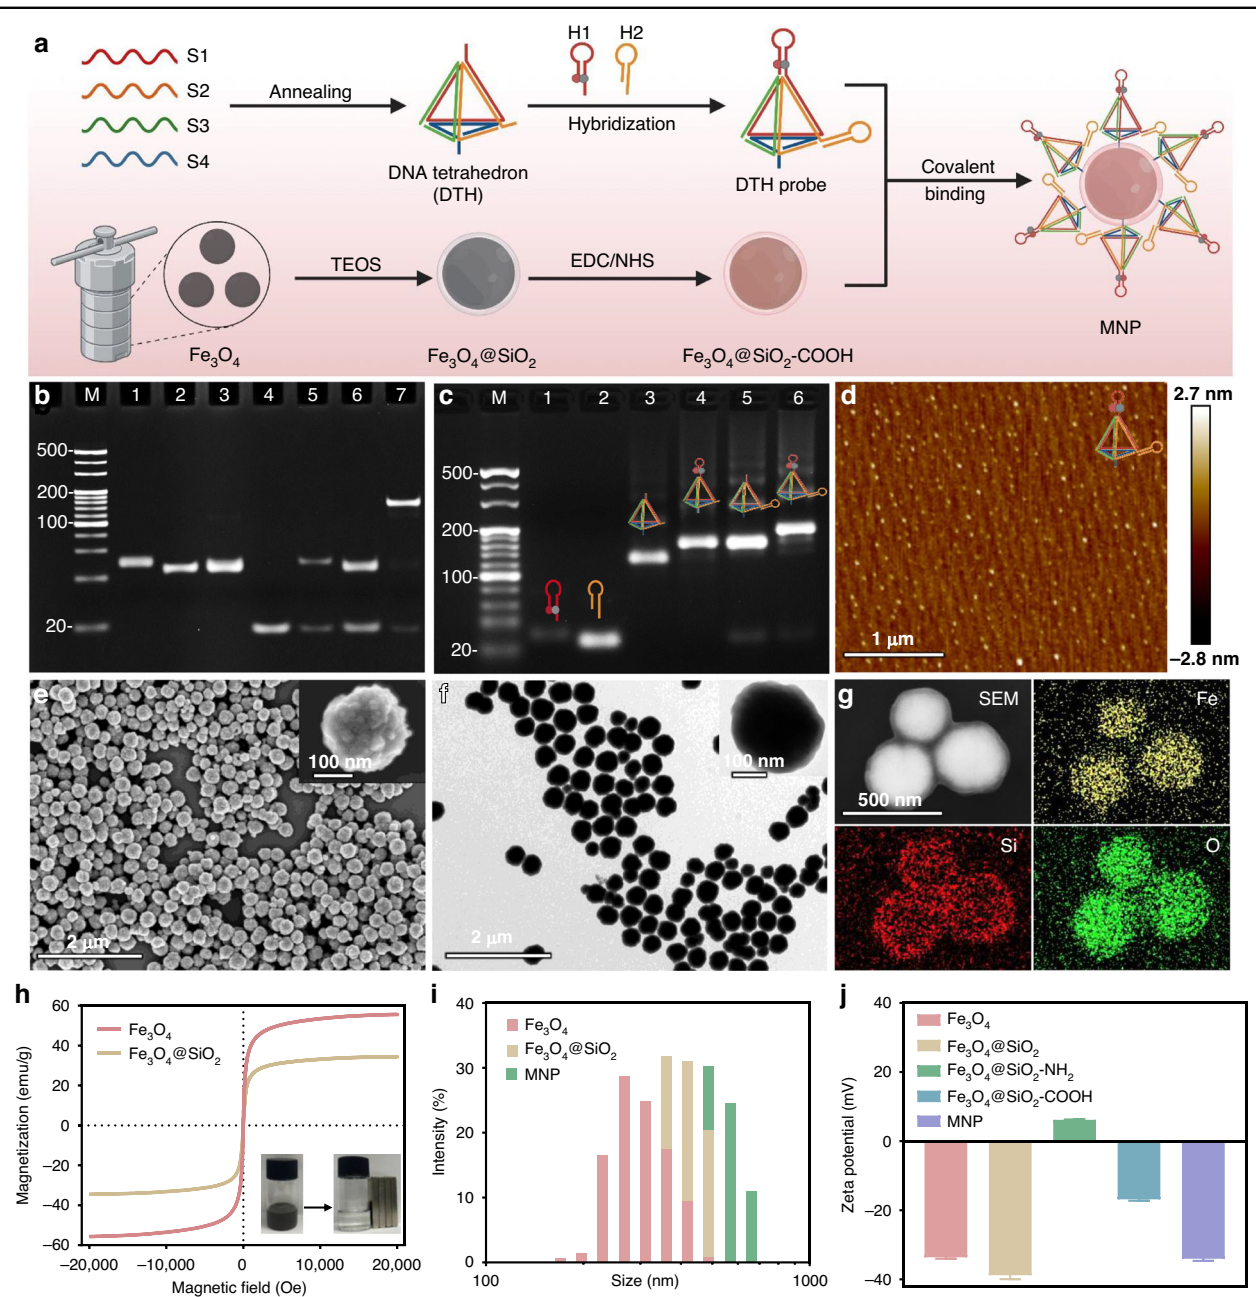 a
S1
S2
S3
S4
Annealing
DNA tetrahedron
(DTH)
H1 H2
Hybridization
DTH probe
Covalent
binding
MNP
TEOS
EDC/NHS
Fe3O4
Fe3O4@SiO2
Fe3O4@SiO2-COOH
b
M 1 2 3 4 5 6 7
500-
200-
100-
20-
c
M 1 2 3 4 5 6
500-
200-
100-
20-
d
1 μm
2.7 nm
–2.8 nm
e
100 nm
2 μm
f
100 nm
2 μm
g
SEM
500 nm
Fe
Si
O
h
Magnetization (emu/g)
60
40
20
0
–20
–40
–60
Fe3O4
Fe3O4@SiO2
–20,000 –10,000 0 10,000 20,000
Magnetic field (Oe)
i
Intensity (%)
40
30
20
10
0
Fe3O4
Fe3O4@SiO2
MNP
100 1000
Size (nm)
j
Zeta potential (mV)
40
20
0
–20
–40
Fe3O4
Fe3O4@SiO2
Fe3O4@SiO2-NH2
Fe3O4@SiO2-COOH
MNP